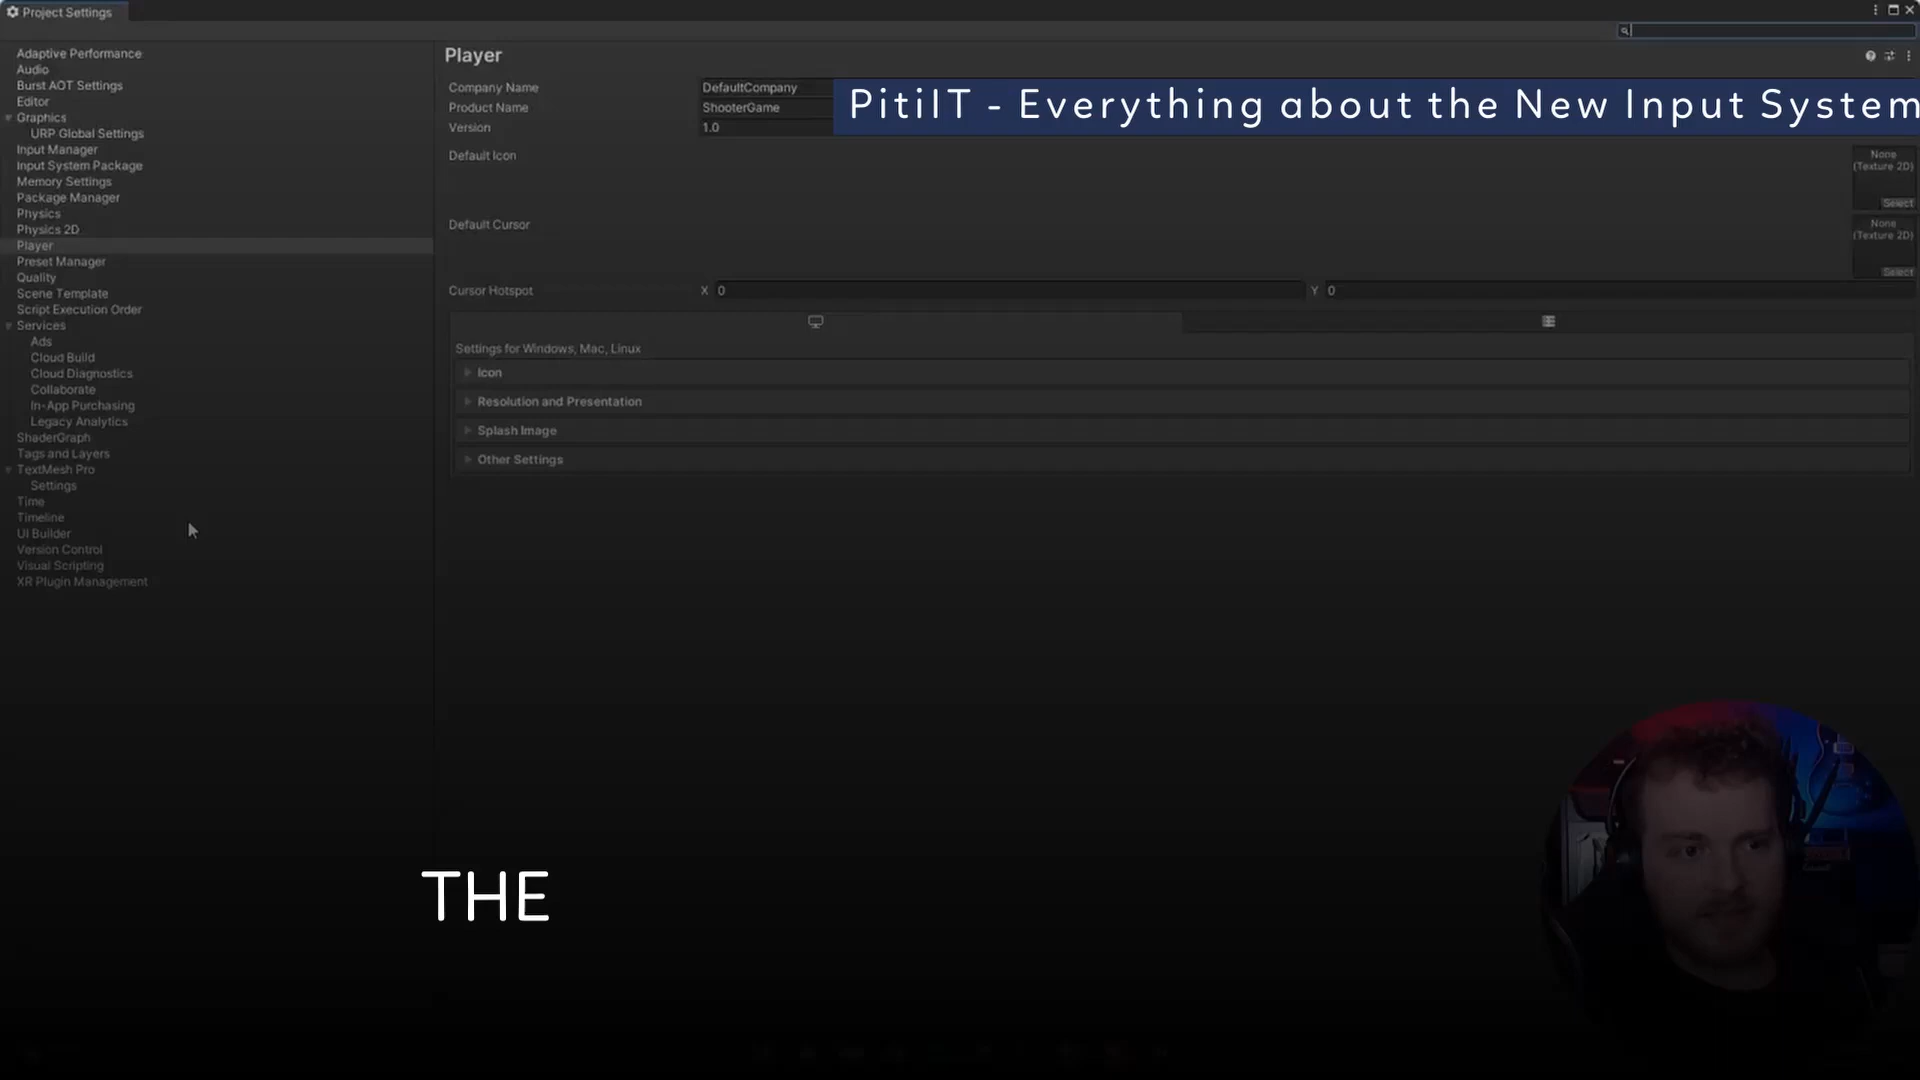 Project Settings
Adaptive Performance
Audio
Burst AOT Settings
Editor
Graphics
URP Global Settings
Input Manager
Input System Package
Memory Settings
Package Manager
Physics
Physics 2D
Player
Preset Manager
Quality
Scene Template
Script Execution Order
Services
Ads
Cloud Build
Cloud Diagnostics
Collaborate
In-App Purchasing
Legacy Analytics
ShaderGraph
Tags and Layers
TextMesh Pro
Settings
Time
Timeline
UI Builder
Version Control
Visual Scripting
XR Plugin Management
Player
Company Name DefaultCompany
Product Name ShooterGame
Version 1.0
PitiIT - Everything about the New Input System
Default Icon
None
(Texture 2D)
Select
Default Cursor
None
(Texture 2D)
Select
Cursor Hotspot X 0 Y 0
Settings for Windows, Mac, Linux
Icon
Resolution and Presentation
Splash Image
Other Settings
THE